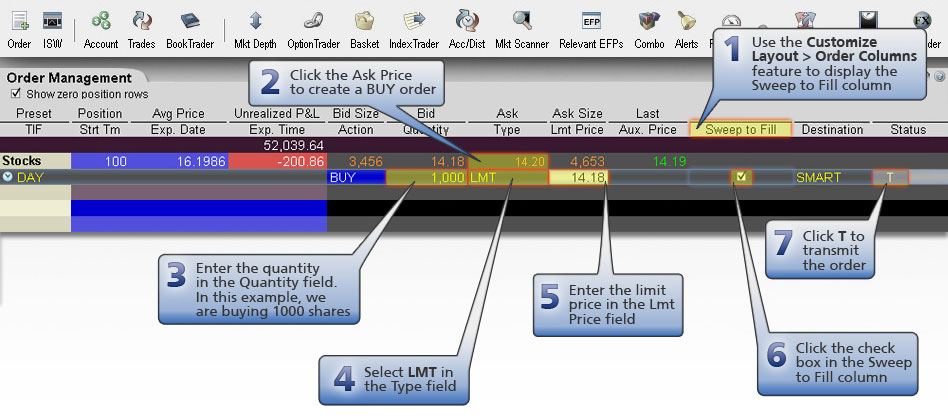 EFP
FX
Order ISW Account Trades BookTrader Mkt Depth OptionTrader Basket IndexTrader Acc/Dist Mkt Scanner Relevant EFPs Combo Alerts
1 Use the Customize
Layout > Order Columns
feature to display the
Sweep to Fill column
2 Click the Ask Price
to create a BUY order
Order Management
Show zero position rows
Preset Position Avg Price Unrealized P&L Bid Size Bid Ask Ask Size Last
TIF Strt Tm Exp. Date Exp. Time Action Quantity Type Lmt Price Aux. Price Sweep to Fill Destination Status
52,039.64
Stocks 100 16.1986 -200.86 3,456 14.18 14.20 4,653 14.19
DAY BUY 1,000 LMT 14.18 SMART T
3 Enter the quantity
in the Quantity field.
In this example, we
are buying 1000 shares
4 Select LMT in
the Type field
5 Enter the limit
price in the Lmt
Price field
6 Click the check
box in the Sweep
to Fill column
7 Click T to
transmit
the order